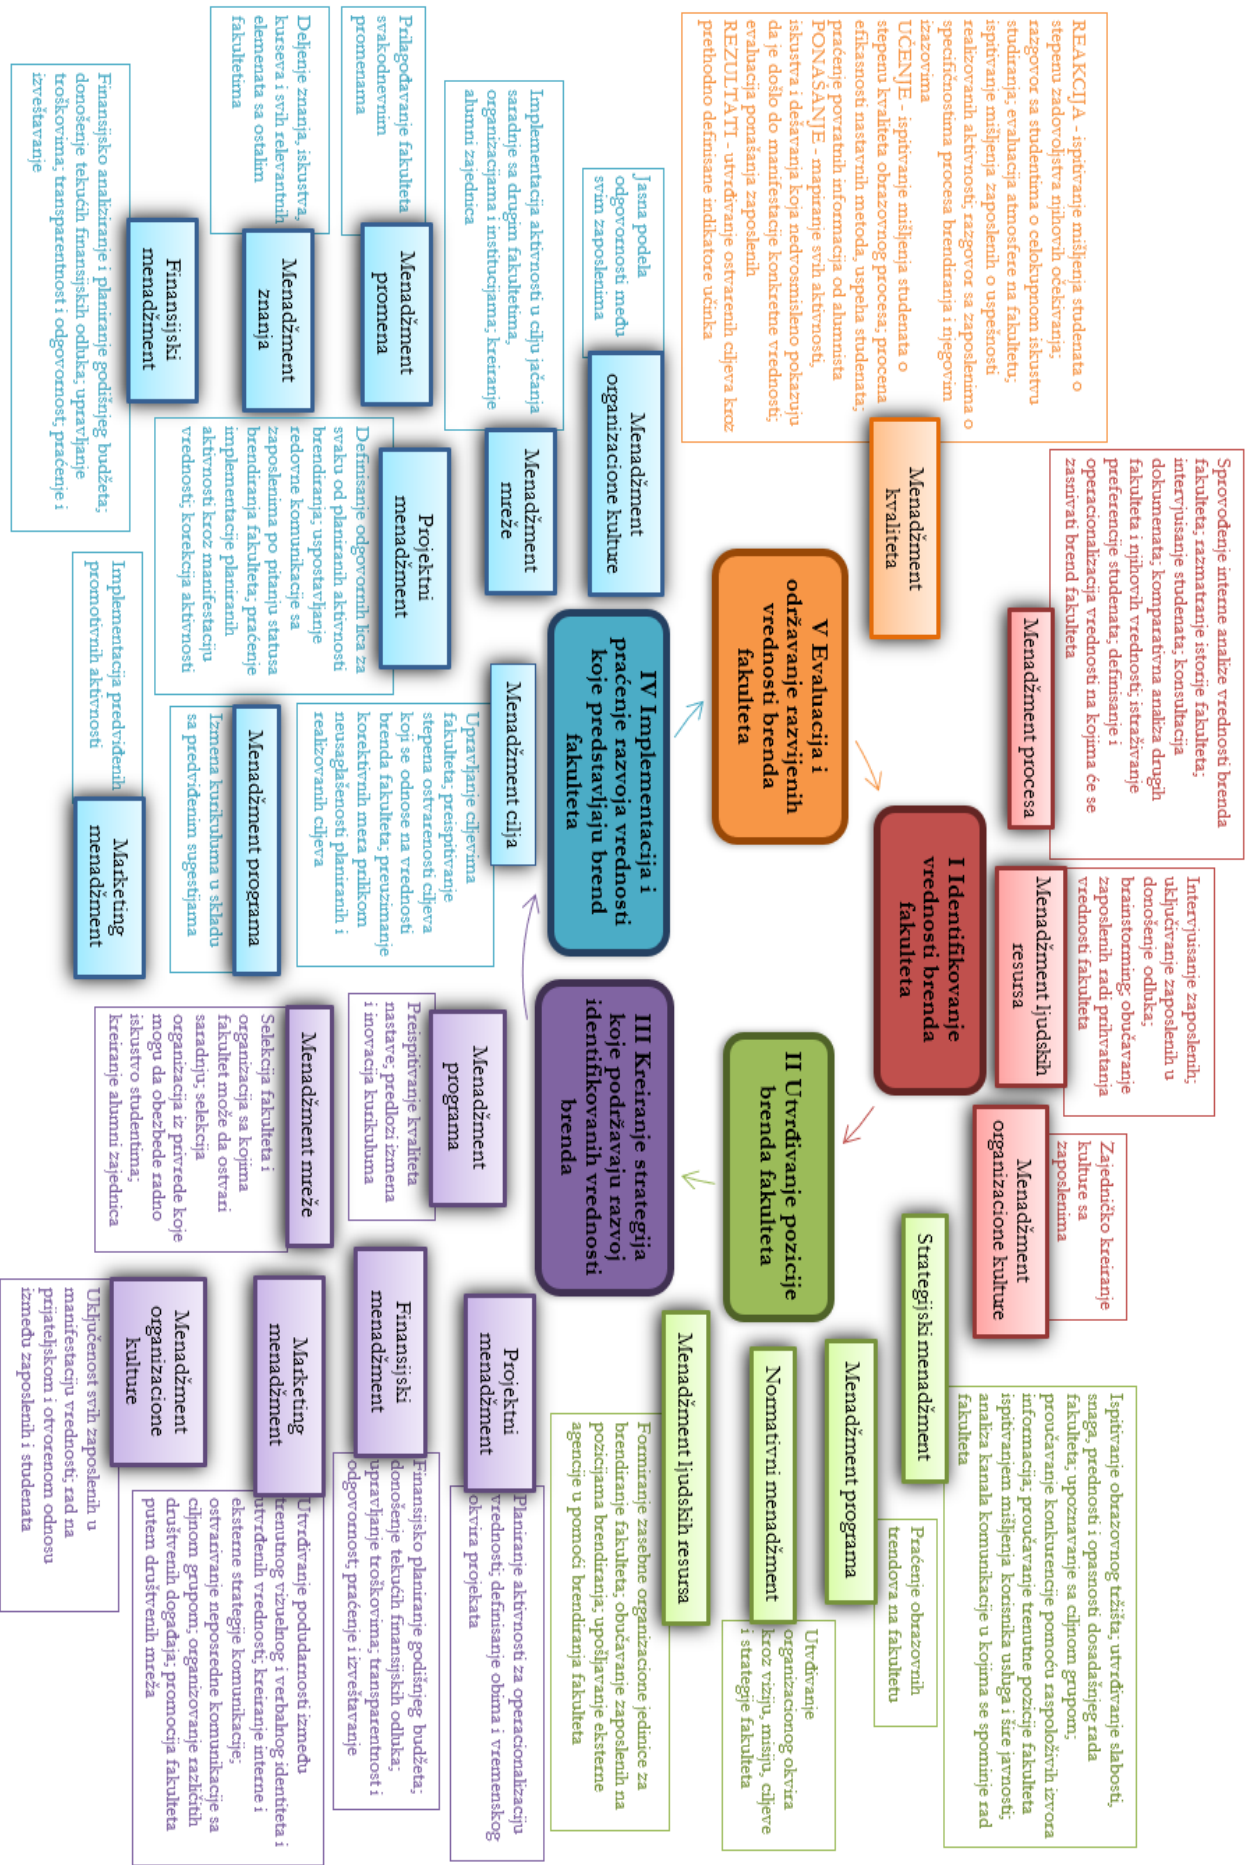 Sprovođenje interne analize vrednosti brenda
fakulteta; razmatranje istorije fakulteta;
intervjuisanje studenata; konsultacija
dokumenata; komparativna analiza drugih
fakulteta i njihovih vrednosti; istraživanje
preferencije studenata; definisanje i
operacionalizacija vrednosti na kojima će se
zasnivati brend fakulteta
Menadžment procesa
Intervjuisanje zaposlenih;
uključivanje zaposlenih u
donošenje odluka;
brainstorming; obučavanje
zaposlenih radi prihvatanja
vrednosti fakulteta
Menadžment ljudskih
resursa
Zajedničko kreiranje
kulture sa
zaposlenima
Menadžment
organizacione kulture
I Identifikovanje
vrednosti brenda
fakulteta
Strategijski menadžment
Ispitivanje obrazovnog tržišta; utvrđivanje slabosti,
snaga, prednosti i opasnosti dosadašnjeg rada
fakulteta; upoznavanje sa ciljnom grupom;
proučavanje konkurencije pomoću raspoloživih izvora
informacija; proučavanje trenutne pozicije fakulteta
ispitivanjem mišljenja korisnika usluga i šire javnosti;
analiza kanala komunikacije u kojima se spominje rad
fakulteta
Menadžment programa
Praćenje obrazovnih
trendova na fakultetu
Normativni menadžment
Utvđivanje
organizacionog okvira
kroz viziju, misiju, ciljeve
i strategije fakulteta
Menadžment ljudskih resursa
Formiranje zasebne organizacione jedinice za
brendiranje fakulteta; obučavanje zaposlenih na
pozicijama brendiranja; upošljavanje eksterne
agencije u pomoći brendiranja fakulteta
II Utvrđivanje pozicije
brenda fakulteta
III Kreiranje strategija
koje podržavaju razvoj
identifikovanih vrednosti
brenda
Projektni
menadžment
Planiranje aktivnosti za operacionalizaciju
vrednosti; definisanje obima i vremenskog
okvira projekata
Menadžment
programa
Preispitivanje kvaliteta
nastave; predlozi izmena
i inovacija kurikuluma
Finansijski
menadžment
Finansijsko planiranje godišnjeg budžeta;
donošenje tekućih finansijskih odluka;
upravljanje troškovima; transparentnost i
odgovornost; praćenje i izveštavanje
Menadžment mreže
Selekcija fakulteta i
organizacija sa kojima
fakultet može da ostvari
saradnju; selekcija
organizacija iz privrede koje
mogu da obezbede radno
iskustvo studentima;
kreiranje alumni zajednica
Marketing
menadžment
Utvrđivanje podudarnosti između
trenutnog vizuelnog i verbalnog identiteta i
utvrđenih vrednosti; kreiranje interne i
eksterne strategije komunikacije;
ostvarivanje neposredne komunikacije sa
ciljnom grupom; organizovanje različitih
društvenih događaja; promocija fakulteta
putem društvenih mreža
Menadžment
organizacione
kulture
Uključenost svih zaposlenih u
manifestaciju vrednosti; rad na
prijateljskom i otvorenom odnosu
između zaposlenih i studenata
IV Implementacija i
praćenje razvoja vrednosti
koje predstavljaju brend
fakulteta
Menadžment
organizacione kulture
Jasna podela
odgovornosti među
svim zaposlenima
Menadžment
mreže
Implementacija aktivnosti u cilju jačanja
saradnje sa drugim fakultetima,
organizacijama i institucijama; kreiranje
alumni zajednica
Menadžment cilja
Upravljanje ciljevima
fakulteta; preispitivanje
stepena ostvarenosti ciljeva
koji se odnose na vrednosti
brenda fakulteta; preuzimanje
korektivnih mera prilikom
neusaglašenosti planiranih i
realizovanih ciljeva
Menadžment
promena
Prilagođavanje fakulteta
svakodnevnim
promenama
Projektni
menadžment
Definisanje odgovornih lica za
svaku od planiranih aktivnosti
brendiranja; uspostavljanje
redovne komunikacije sa
zaposlenima po pitanju statusa
brendiranja fakulteta; praćenje
implementacije planiranih
aktivnosti kroz manifestaciju
vrednosti; korekcija aktivnosti
Menadžment
znanja
Deljenje znanja, iskustva,
kurseva i svih relevantnih
elemenata sa ostalim
fakultetima
Menadžment programa
Izmena kurikuluma u skladu
sa predviđenim sugestijama
Finansijski
menadžment
Finansijsko analiziranje i planiranje godišnjeg budžeta;
donošenje tekućih finansijskih odluka; upravljanje
troškovima; transparentnost i odgovornost; praćenje i
izveštavanje
Marketing
menadžment
Implementacija predviđenih
promotivnih aktivnosti
V Evaluacija i
održavanje razvijenih
vrednosti brenda
fakulteta
Menadžment
kvaliteta
REAKCIJA - ispitivanje mišljenja studenata o
stepenu zadovoljstva njihovih očekivanja;
razgovor sa studentima o celokupnom iskustvu
studiranja; evaluacija atmosfere na fakultetu;
ispitivanje mišljenja zaposlenih o uspešnosti
realizovanih aktivnosti; razgovor sa zaposlenima o
specifičnostima procesa brendiranja i njegovim
izazovima
UČENJE - ispitivanje mišljenja studenata o
stepenu kvaliteta obrazovnog procesa; procena
efikasnosti nastavnih metoda, uspeha studenata;
praćenje povratnih informacija od alumnista
PONAŠANJE - mapiranje svih aktivnosti,
iskustva i dešavanja koja nedvosmisleno pokazuju
da je došlo do manifestacije konkretne vrednosti;
evaluacija ponašanja zaposlenih
REZULTATI - utvrđivanje ostvarenih ciljeva kroz
prethodno definisane indikatore učinka